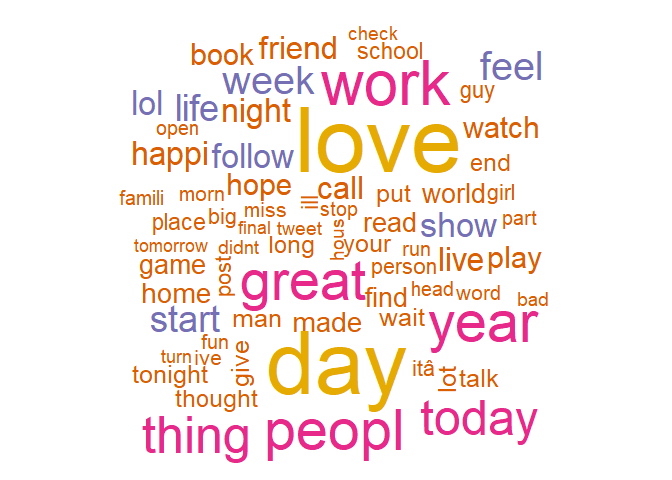 check
book friend school
week work feel
lol life night guy
open love watch
happi follow end
famili morn hope ill call put world girl
place big miss stop read show part
final tweet hous your
tomorrow didnt long run
game post great person live play
home find head word bad
start man made wait year
fun
turn ive give day itâ lot talk
tonight
thought
thing peopl today